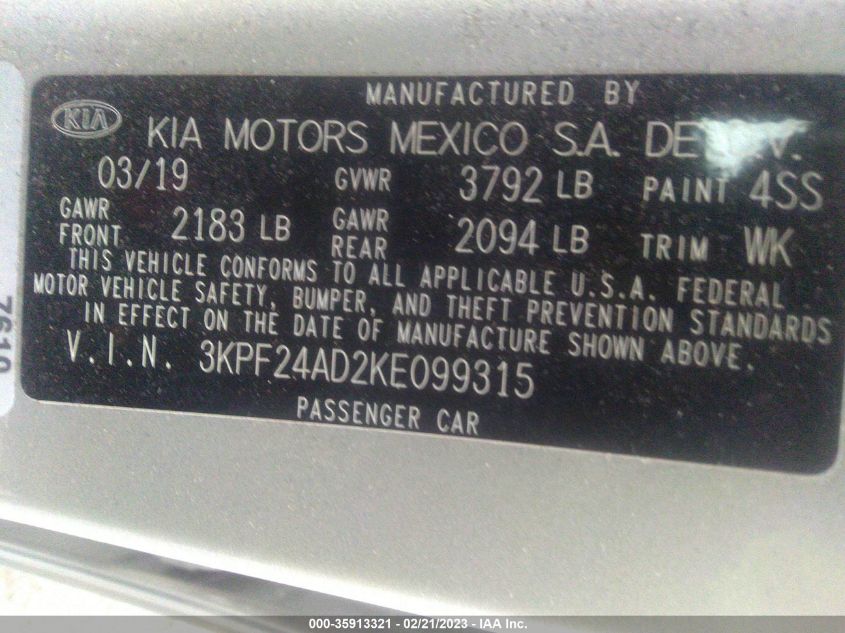 MANUFACTURED BY
KIA KIA MOTORS MEXICO S.A. DE V.
03/19 GVWR 3792 LB PAINT 4SS
GAWR FRONT 2183 LB GAWR REAR 2094 LB TRIM WK
THIS VEHICLE CONFORMS TO ALL APPLICABLE U.S.A. FEDERAL
MOTOR VEHICLE SAFETY, BUMPER, AND THEFT PREVENTION STANDARDS
IN EFFECT ON THE DATE OF MANUFACTURE SHOWN ABOVE.
V.I.N. 3KPF24AD2KE099315
PASSENGER CAR
000-35913321 - 02/21/2023 - IAA Inc.